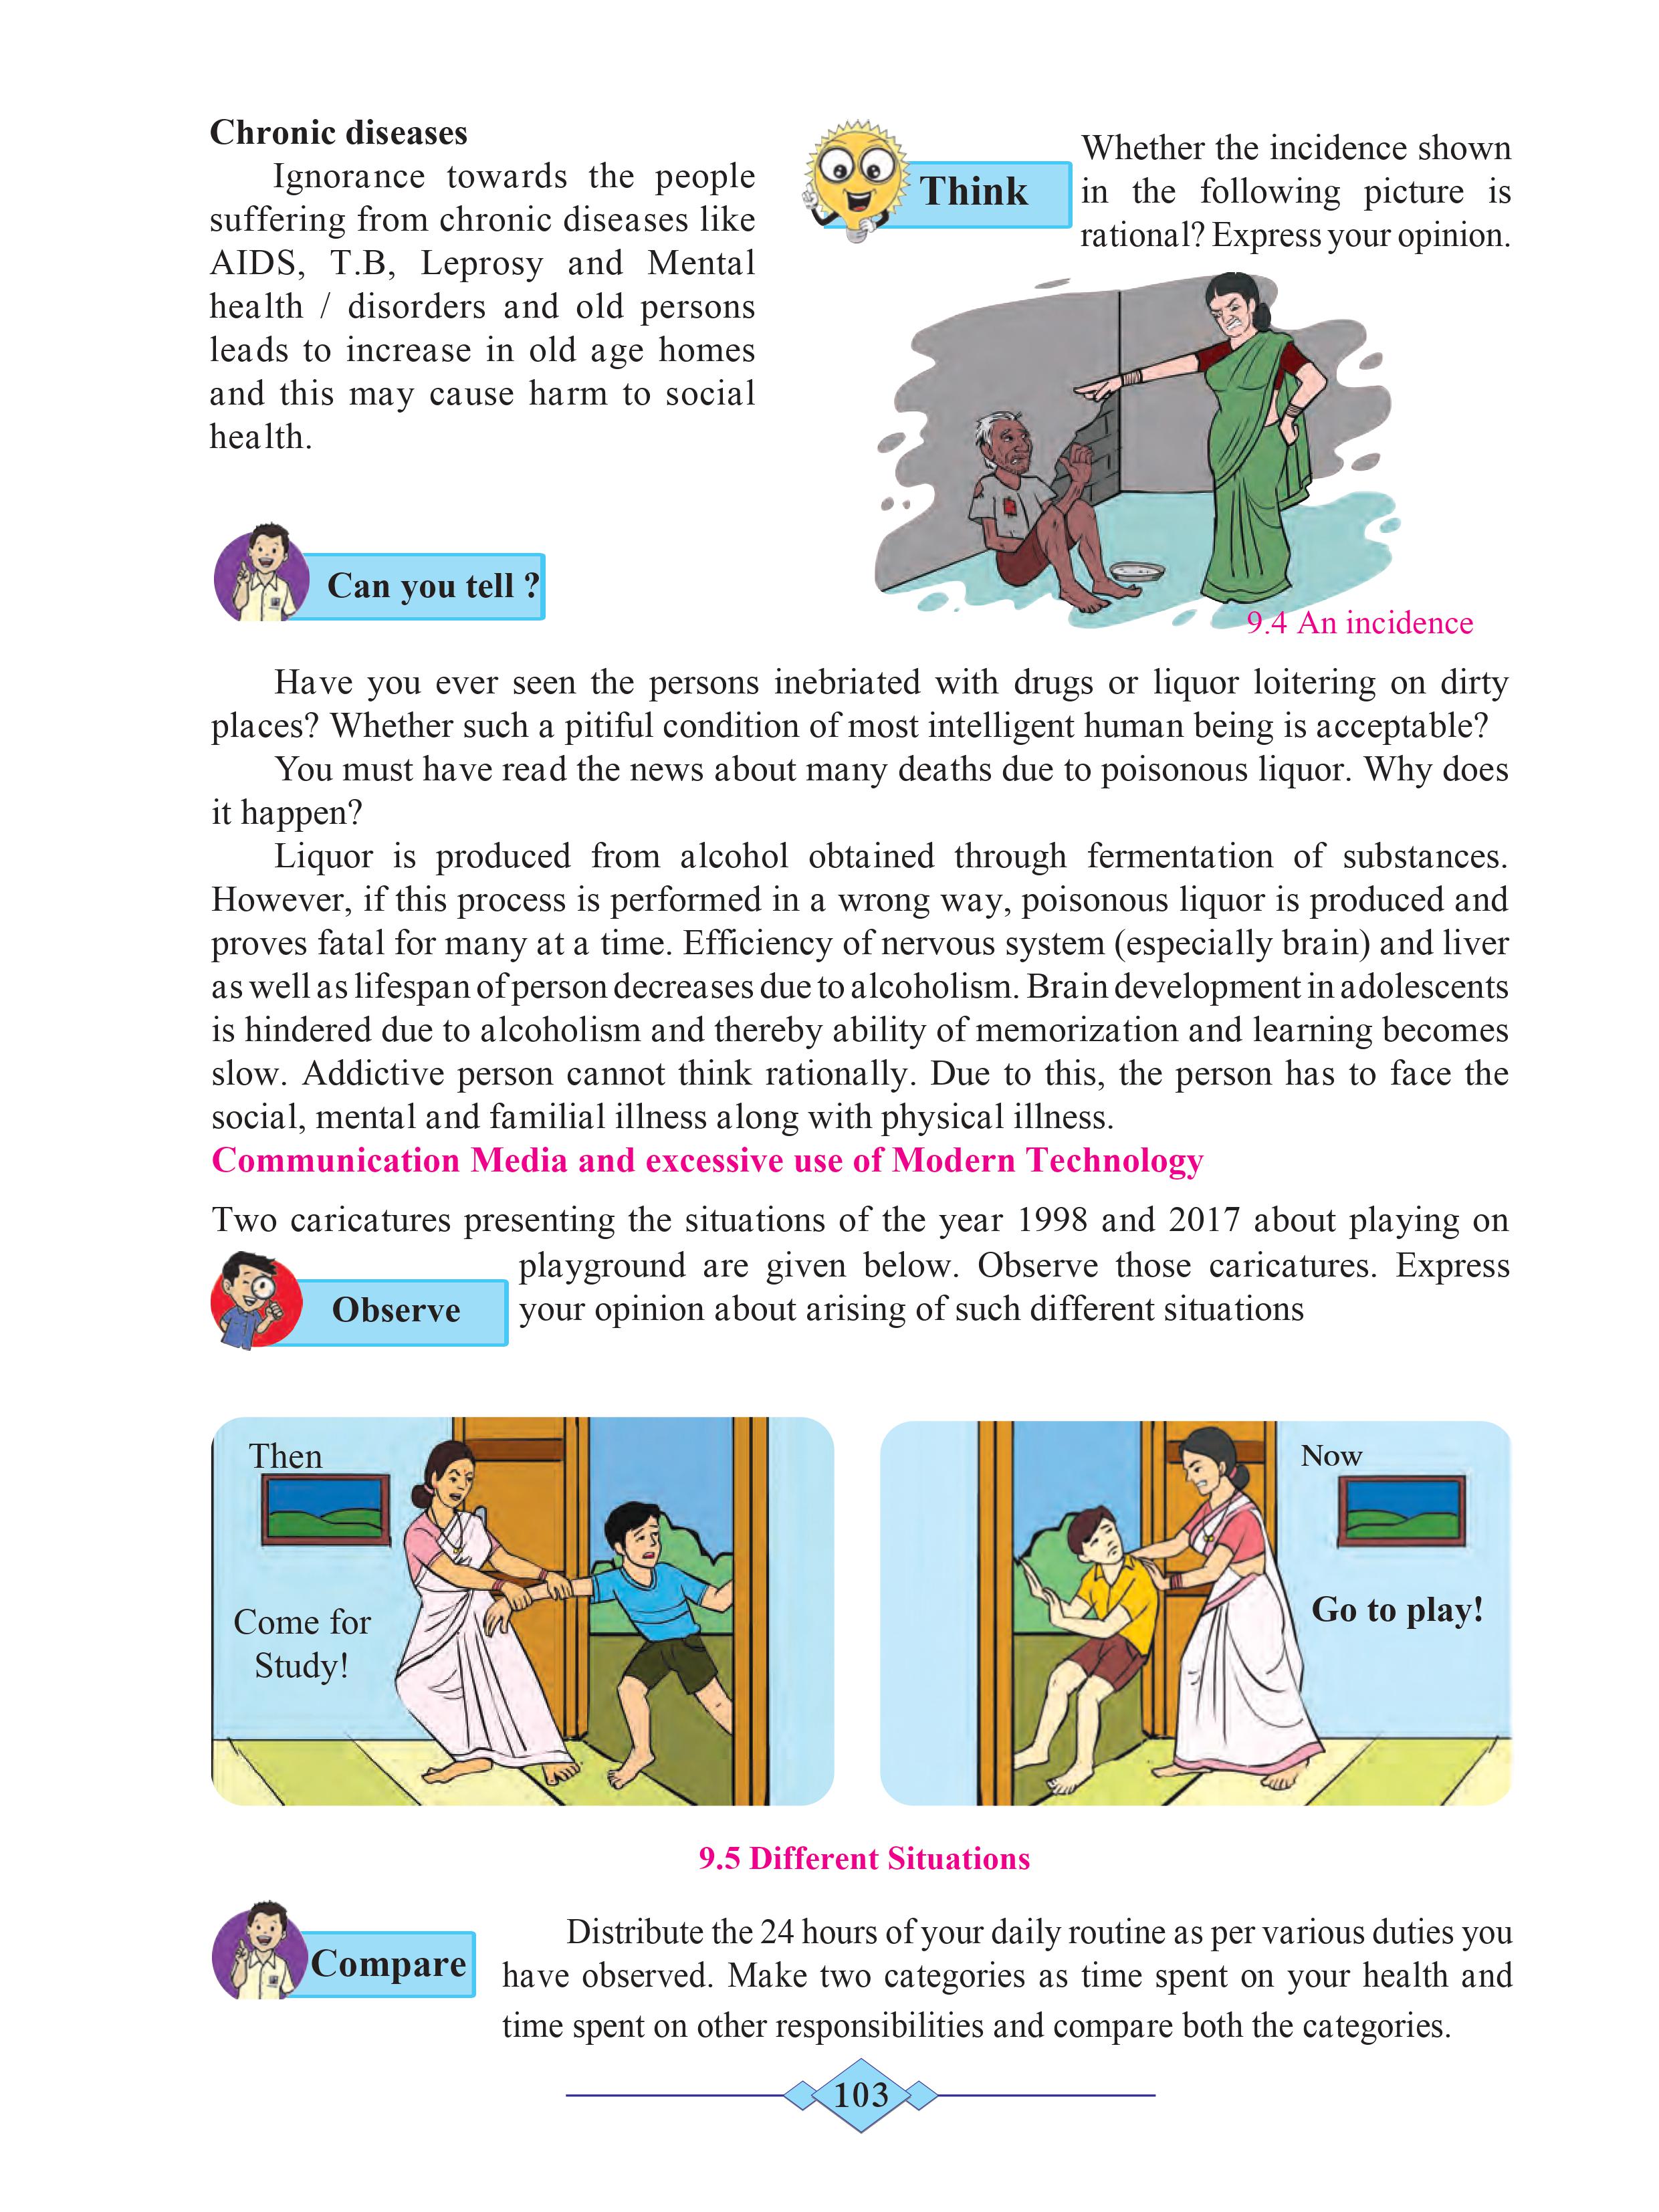 Chronic diseases
Ignorance towards the people
suffering from chronic diseases like
AIDS, T.B, Leprosy and Mental
health / disorders and old persons
leads to increase in old age homes
and this may cause harm to social
health.
Think
Whether the incidence shown
in the following picture is
rational? Express your opinion.
9.4 An incidence
Can you tell ?
Have you ever seen the persons inebriated with drugs or liquor loitering on dirty
places? Whether such a pitiful condition of most intelligent human being is acceptable?
You must have read the news about many deaths due to poisonous liquor. Why does
it happen?
Liquor is produced from alcohol obtained through fermentation of substances.
However, if this process is performed in a wrong way, poisonous liquor is produced and
proves fatal for many at a time. Efficiency of nervous system (especially brain) and liver
as well as lifespan of person decreases due to alcoholism. Brain development in adolescents
is hindered due to alcoholism and thereby ability of memorization and learning becomes
slow. Addictive person cannot think rationally. Due to this, the person has to face the
social, mental and familial illness along with physical illness.
Communication Media and excessive use of Modern Technology
Two caricatures presenting the situations of the year 1998 and 2017 about playing on
Observe
playground are given below. Observe those caricatures. Express
your opinion about arising of such different situations
Then
Come for
Study!
Now
Go to play!
9.5 Different Situations
Compare
Distribute the 24 hours of your daily routine as per various duties you
have observed. Make two categories as time spent on your health and
time spent on other responsibilities and compare both the categories.
103